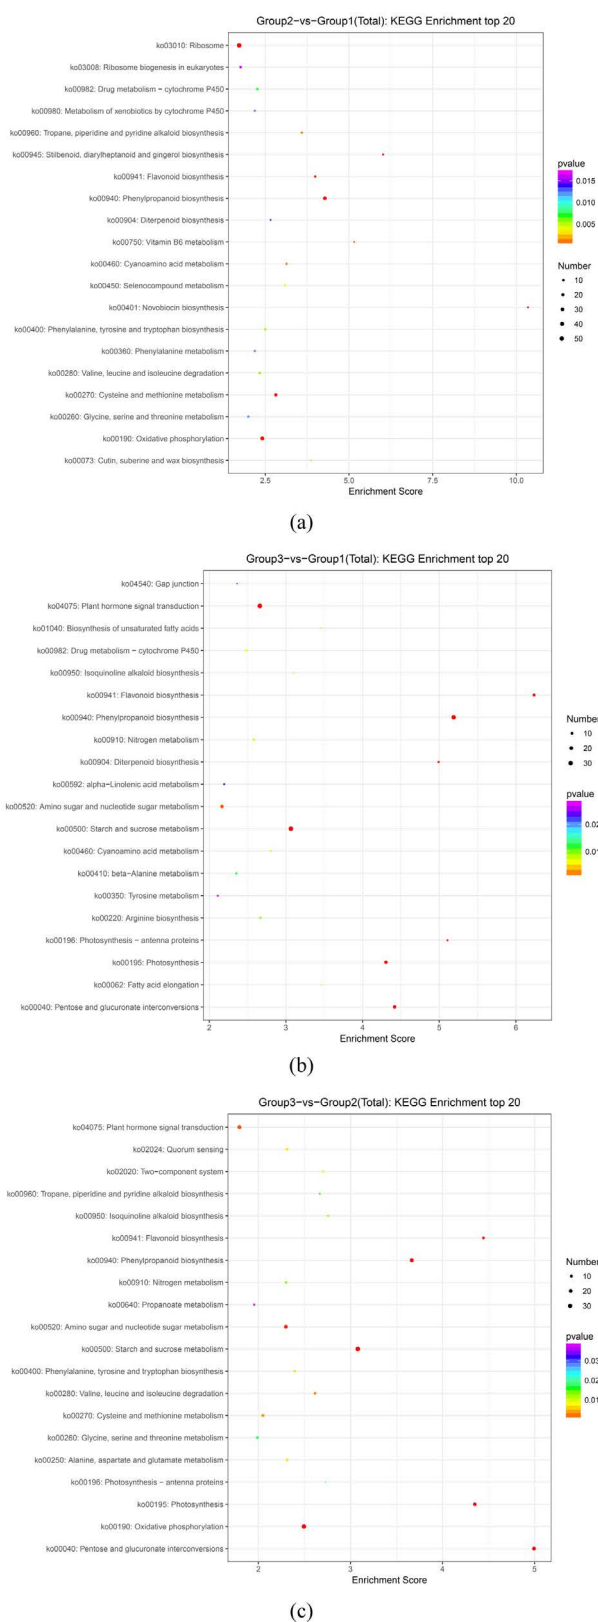 Group2−vs−Group1(Total): KEGG Enrichment top 20
ko03010: Ribosome
ko03008: Ribosome biogenesis in eukaryotes
ko00982: Drug metabolism − cytochrome P450
ko00980: Metabolism of xenobiotics by cytochrome P450
ko00960: Tropane, piperidine and pyridine alkaloid biosynthesis
ko00945: Stilbenoid, diarylheptanoid and gingerol biosynthesis
ko00941: Flavonoid biosynthesis
ko00940: Phenylpropanoid biosynthesis
ko00904: Diterpenoid biosynthesis
ko00750: Vitamin B6 metabolism
ko00460: Cyanoamino acid metabolism
ko00450: Selenocompound metabolism
ko00401: Novobiocin biosynthesis
ko00400: Phenylalanine, tyrosine and tryptophan biosynthesis
ko00360: Phenylalanine metabolism
ko00280: Valine, leucine and isoleucine degradation
ko00270: Cysteine and methionine metabolism
ko00260: Glycine, serine and threonine metabolism
ko00190: Oxidative phosphorylation
ko00073: Cutin, suberine and wax biosynthesis
2.5 5.0 7.5 10.0
Enrichment Score
pvalue
0.015
0.010
0.005
Number
10
20
30
40
50
(a)
Group3−vs−Group1(Total): KEGG Enrichment top 20
ko04540: Gap junction
ko04075: Plant hormone signal transduction
ko01040: Biosynthesis of unsaturated fatty acids
ko00982: Drug metabolism − cytochrome P450
ko00950: Isoquinoline alkaloid biosynthesis
ko00941: Flavonoid biosynthesis
ko00940: Phenylpropanoid biosynthesis
ko00910: Nitrogen metabolism
ko00904: Diterpenoid biosynthesis
ko00592: alpha−Linolenic acid metabolism
ko00520: Amino sugar and nucleotide sugar metabolism
ko00500: Starch and sucrose metabolism
ko00460: Cyanoamino acid metabolism
ko00410: beta−Alanine metabolism
ko00350: Tyrosine metabolism
ko00220: Arginine biosynthesis
ko00196: Photosynthesis − antenna proteins
ko00195: Photosynthesis
ko00062: Fatty acid elongation
ko00040: Pentose and glucuronate interconversions
2 3 4 5 6
Enrichment Score
Number
10
20
30
pvalue
0.02
0.01
(b)
Group3−vs−Group2(Total): KEGG Enrichment top 20
ko04075: Plant hormone signal transduction
ko02024: Quorum sensing
ko02020: Two−component system
ko00960: Tropane, piperidine and pyridine alkaloid biosynthesis
ko00950: Isoquinoline alkaloid biosynthesis
ko00941: Flavonoid biosynthesis
ko00940: Phenylpropanoid biosynthesis
ko00910: Nitrogen metabolism
ko00640: Propanoate metabolism
ko00520: Amino sugar and nucleotide sugar metabolism
ko00500: Starch and sucrose metabolism
ko00400: Phenylalanine, tyrosine and tryptophan biosynthesis
ko00280: Valine, leucine and isoleucine degradation
ko00270: Cysteine and methionine metabolism
ko00260: Glycine, serine and threonine metabolism
ko00250: Alanine, aspartate and glutamate metabolism
ko00196: Photosynthesis − antenna proteins
ko00195: Photosynthesis
ko00190: Oxidative phosphorylation
ko00040: Pentose and glucuronate interconversions
2 3 4 5
Enrichment Score
Number
10
20
30
pvalue
0.03
0.02
0.01
(c)